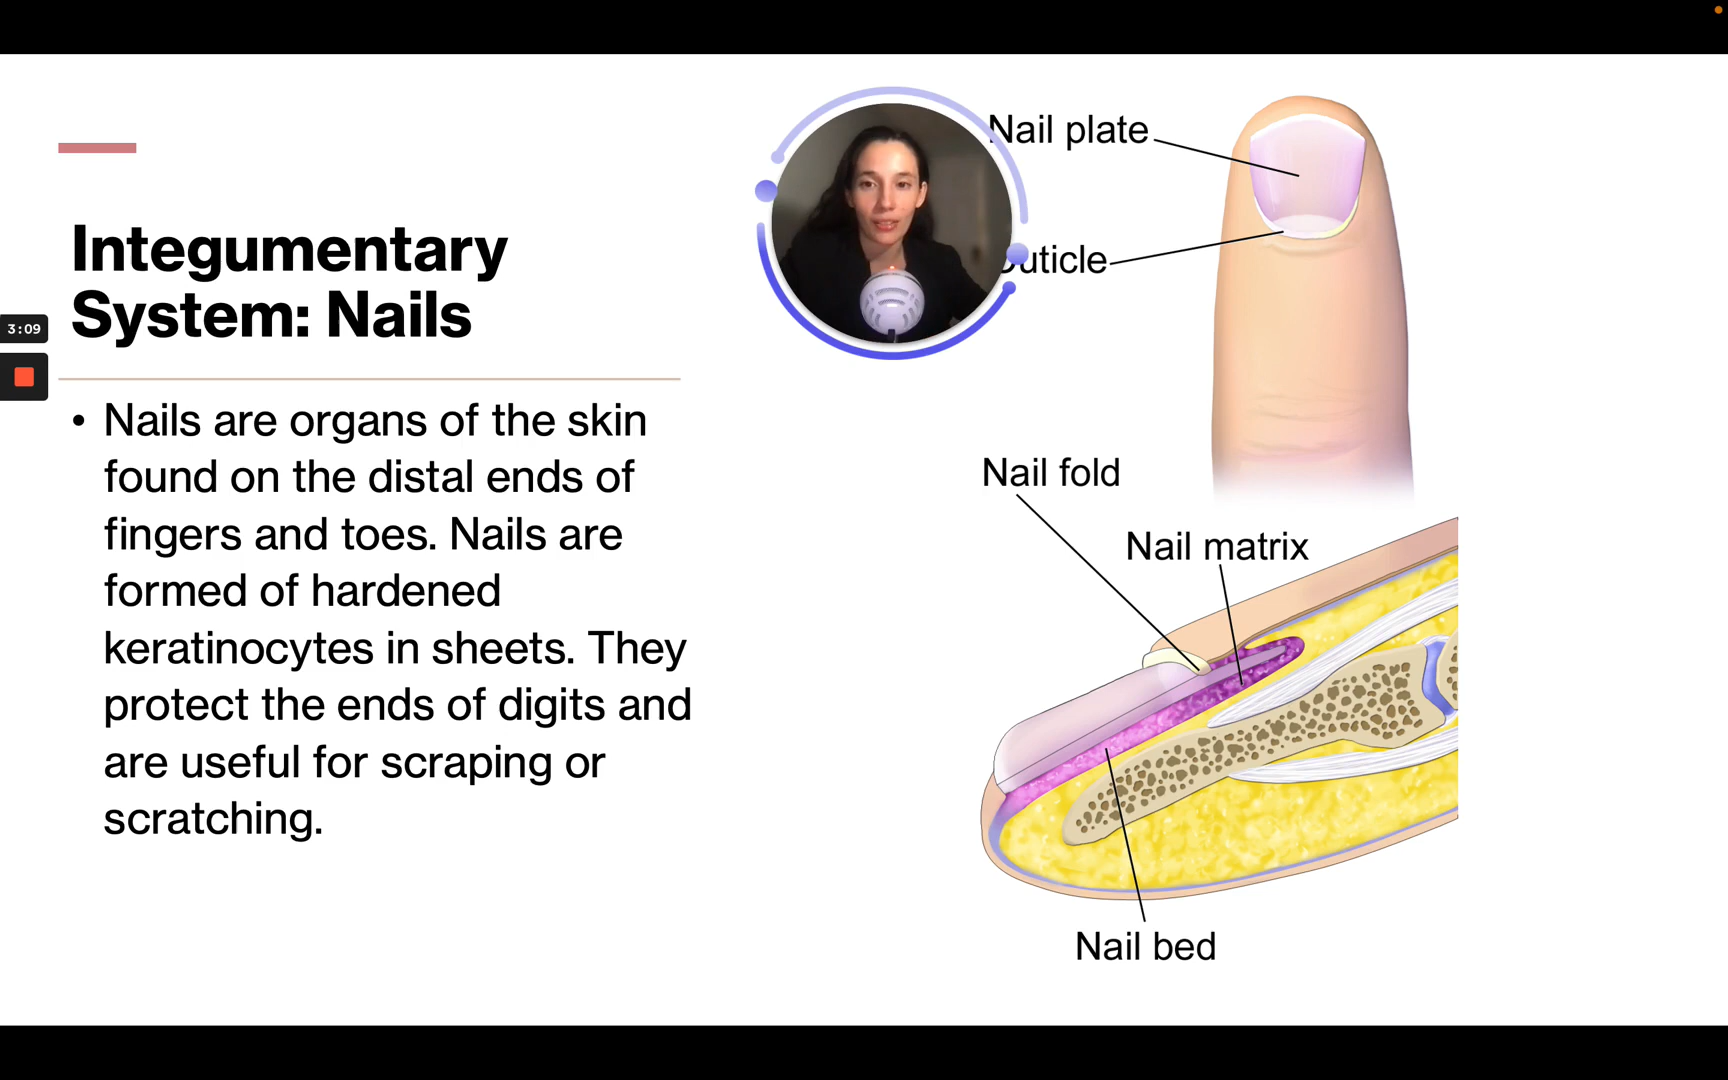 Integumentary
System: Nails
3:09
• Nails are organs of the skin
found on the distal ends of
fingers and toes. Nails are
formed of hardened
keratinocytes in sheets. They
protect the ends of digits and
are useful for scraping or
scratching.
Nail plate
uticle
Nail fold
Nail matrix
Nail bed